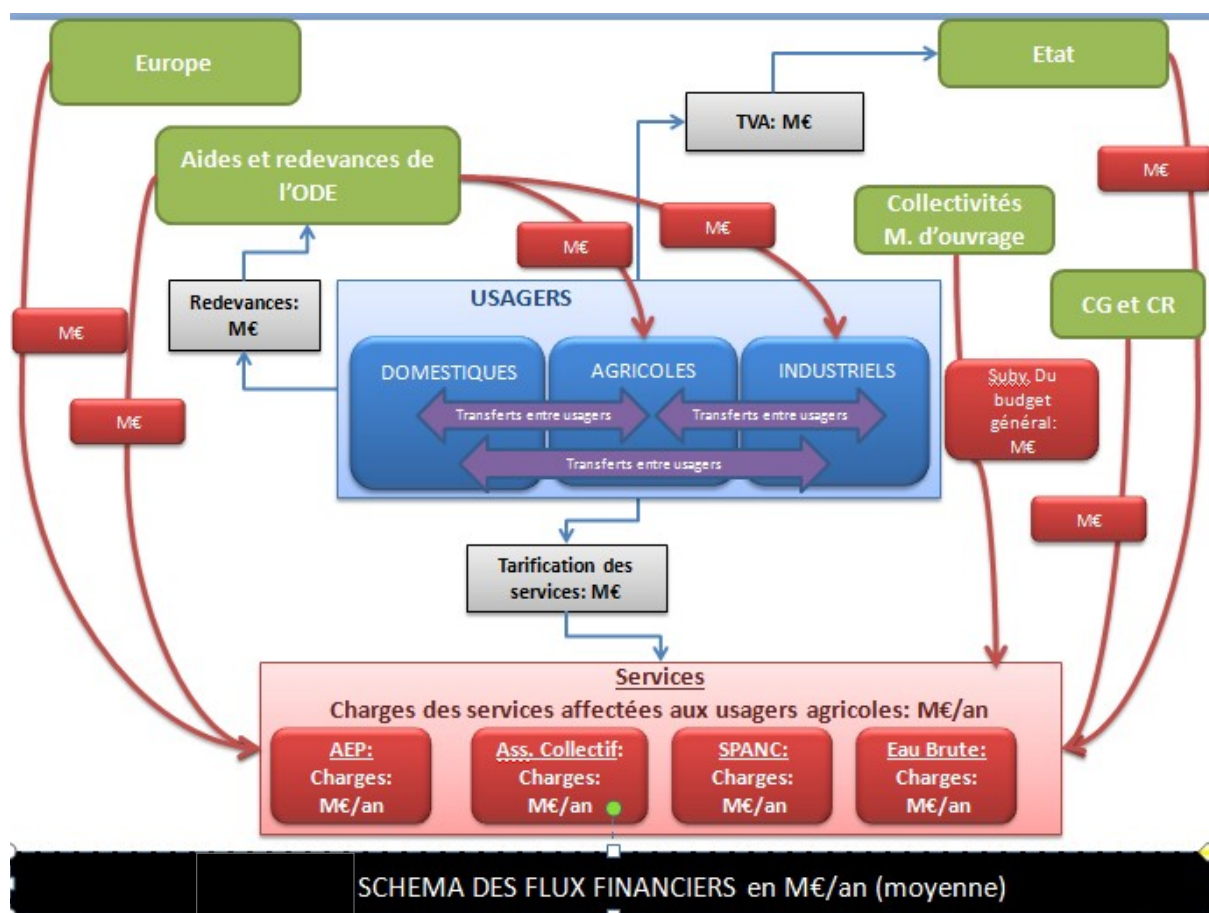 Europe
Etat
TVA: M€
Aides et redevances de
l'ODE
M€
Collectivités
M. d'ouvrage
M€
M€
Redevances:
M€
USAGERS
CG et CR
M€
DOMESTIQUES
AGRICOLES
INDUSTRIELS
Suby. Du
budget
général:
M€
M€
Transferts entre usagers
Transferts entre usagers
Transferts entre usagers
M€
Tarification des
services: M€
Services
Charges des services affectées aux usagers agricoles: M€/an
AEP:
Charges:
M€/an
Ass. Collectif:
Charges:
M€/an
SPANC:
Charges:
M€/an
Eau Brute:
Charges:
M€/an
SCHEMA DES FLUX FINANCIERS en M€/an (moyenne)